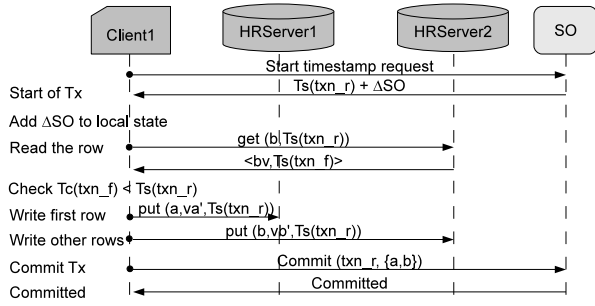 Client1 HRServer1 HRServer2 SO
Start timestamp request
Start of Tx Ts(txn_r) + ΔSO
Add ΔSO to local state
Read the row get (b,Ts(txn_r))
<bv,Ts(txn_f)>
Check Tc(txn_f) < Ts(txn_r)
Write first row put (a,va',Ts(txn_r))
Write other rows put (b,vb',Ts(txn_r))
Commit Tx Commit (txn_r, {a,b})
Committed Committed